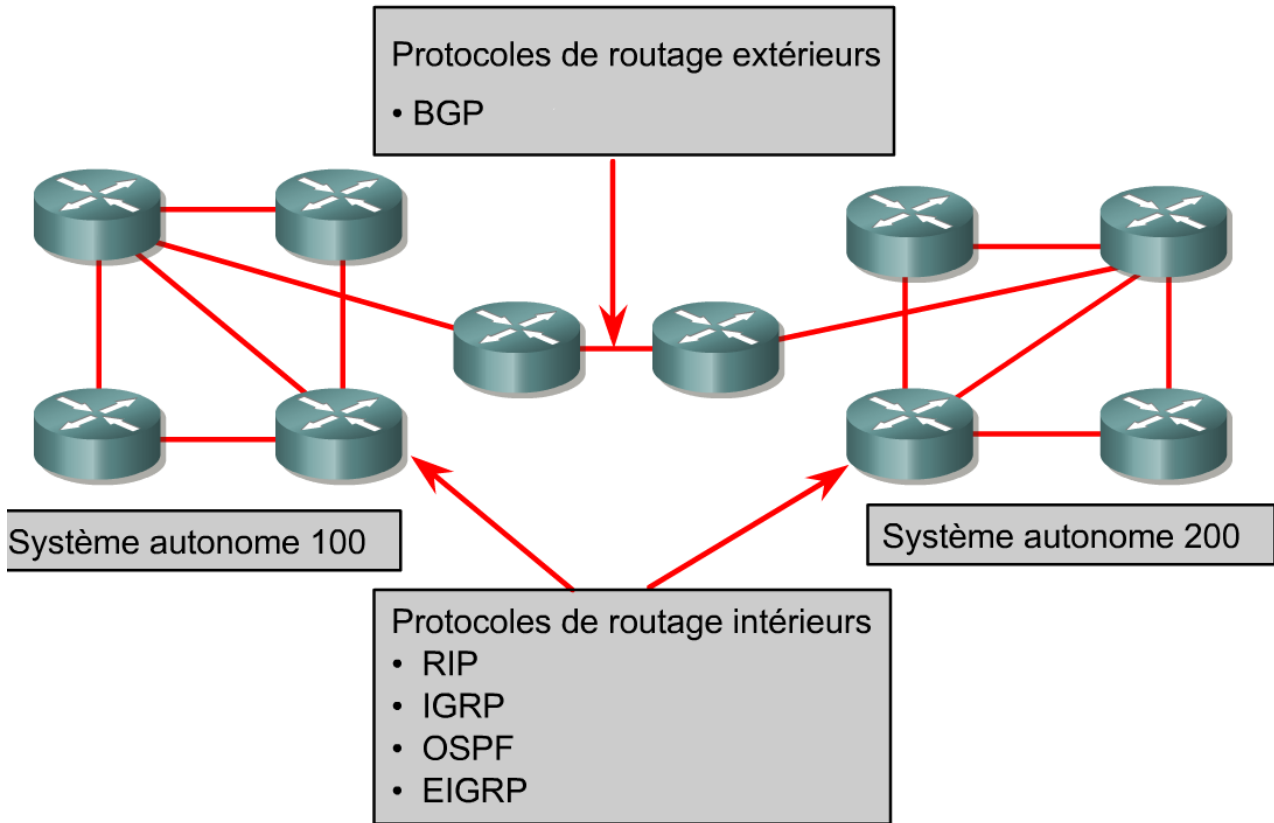 Protocoles de routage extérieurs
• BGP
Système autonome 100
Système autonome 200
Protocoles de routage intérieurs
• RIP
• IGRP
• OSPF
• EIGRP